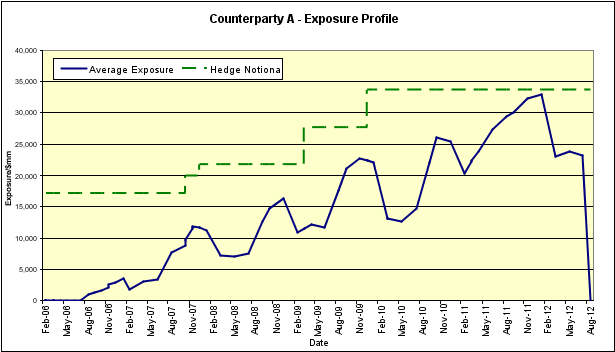 Counterparty A - Exposure Profile
Average Exposure
Hedge Notional
Exposure/$mm
40,000
35,000
30,000
25,000
20,000
15,000
10,000
5,000
0
Feb-06
May-06
Aug-06
Nov-06
Feb-07
May-07
Aug-07
Nov-07
Feb-08
May-08
Aug-08
Nov-08
Feb-09
May-09
Aug-09
Nov-09
Feb-10
May-10
Aug-10
Nov-10
Feb-11
May-11
Aug-11
Nov-11
Feb-12
May-12
Aug-12
Date